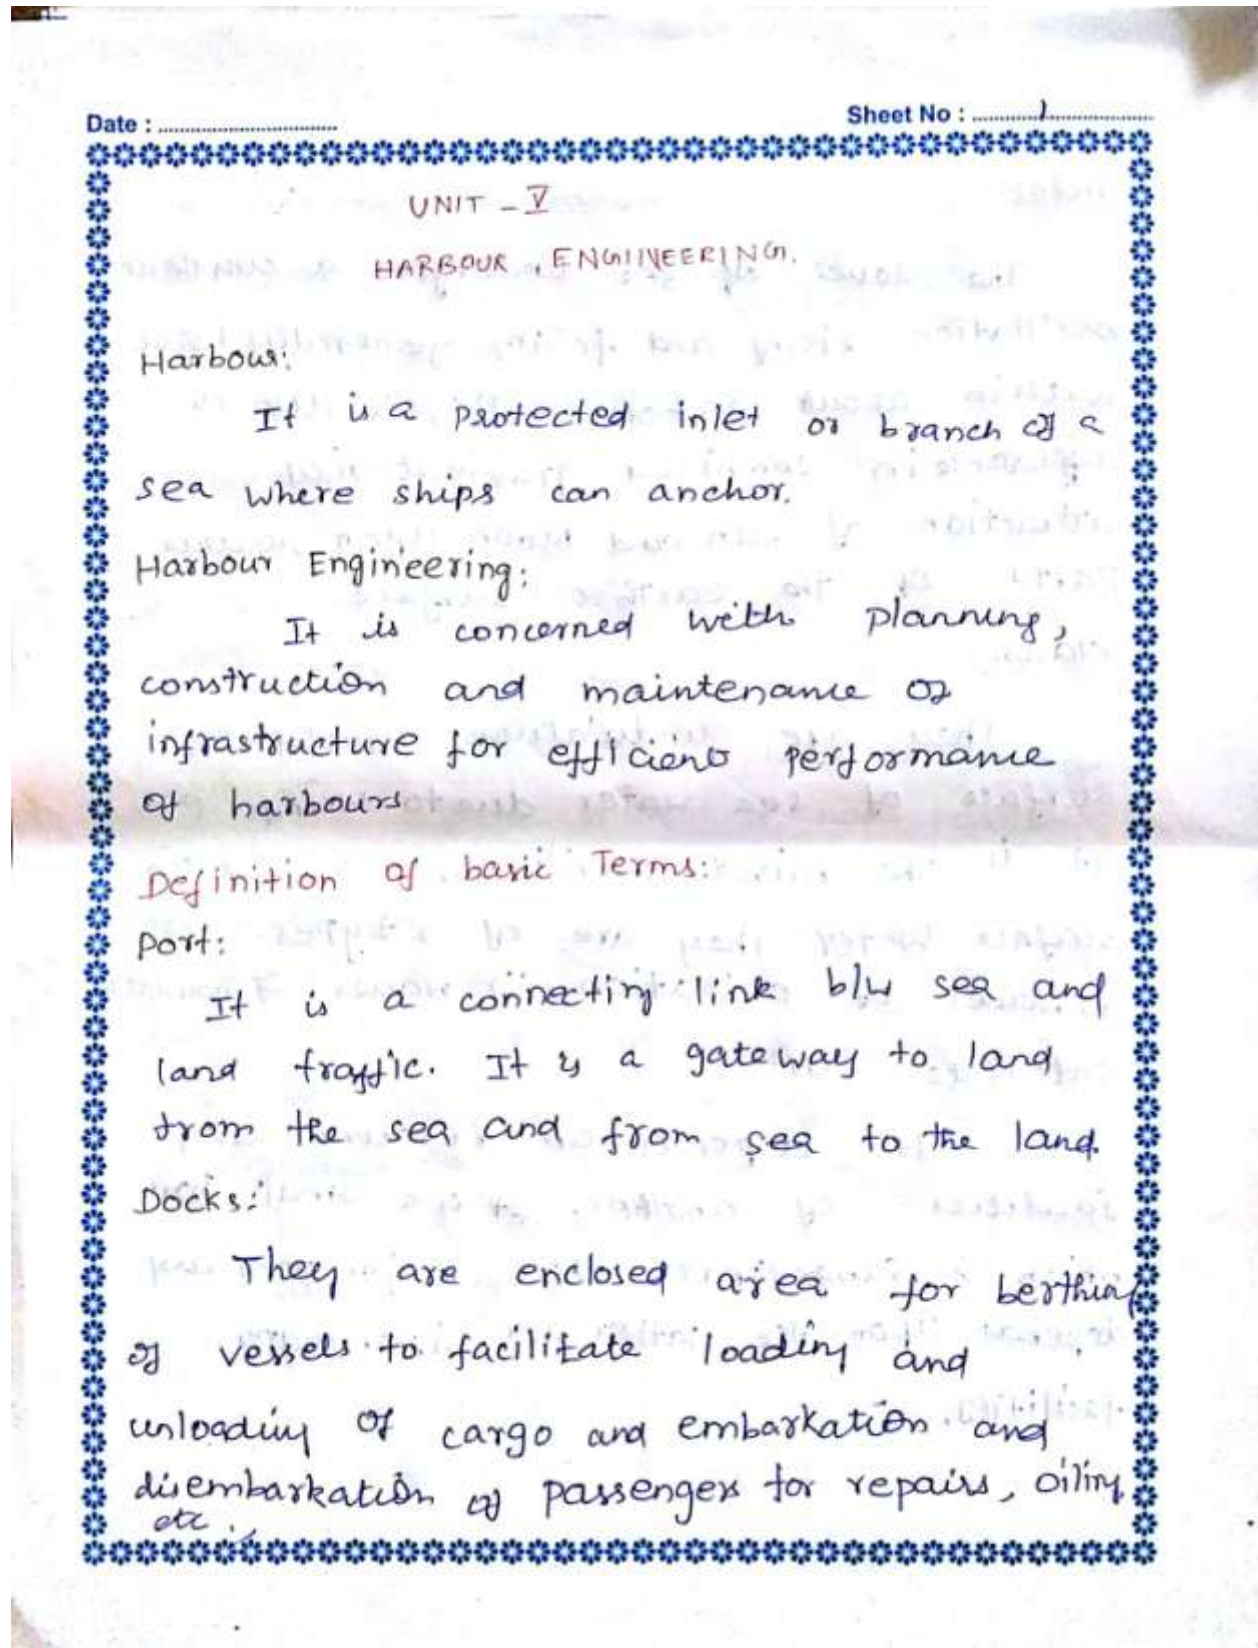 Date : ..............................
Sheet No : ............1..................
UNIT - V
HARBOUR ENGINEERING.
Harbour:
It is a protected inlet or branch of a
sea where ships can anchor.
Harbour Engineering:
It is concerned with planning,
construction and maintenance of
infrastructure for efficient performance
of harbours
Definition of basic Terms:
Port:
It is a connecting link b/w sea and
land traffic. It is a gateway to land
from the sea and from sea to the land.
Docks:
They are enclosed area for berthing
of vessels to facilitate loading and
unloading of cargo and embarkation and
disembarkation of passengers for repairs, oiling
etc.